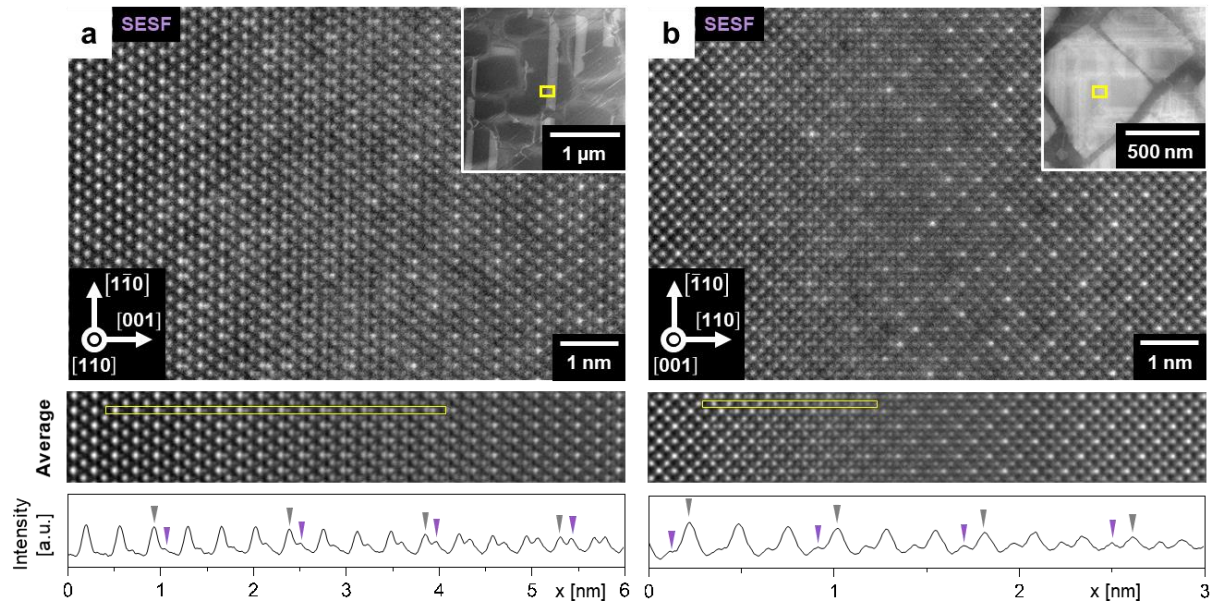 a SESF
1 µm
[11̄0]
[001]
[110]
1 nm
b SESF
500 nm
[1̄10]
[110]
[001]
1 nm
Average
Intensity
[a.u.]
0 1 2 3 4 5 x [nm] 6
0 1 2 x [nm] 3